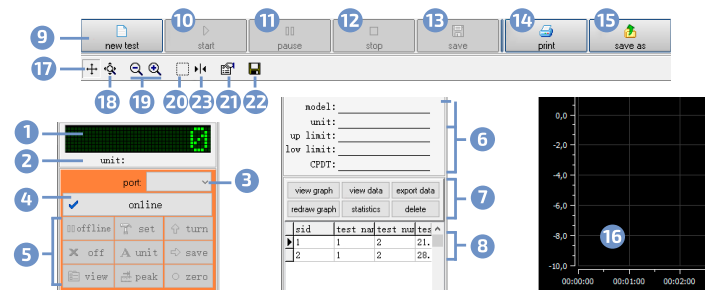 10 11 12 13 14 15
9
new test start pause stop save print save as
17
18 19 20 23 21 22
1
0
2
unit:
port 3
4
online
5
offline set turn
off unit save
view peak zero
model:
unit:
up limit:
low limit:
CPDT:
6
view graph view data export data
redraw graph statistics delete
7
sid test nar test nur tes
1 1 2 21.
2 1 2 28.
8
0,0
-2,0
-4,0
-6,0
-8,0
-10,0
16
00:00:00 00:01:00 00:02:00